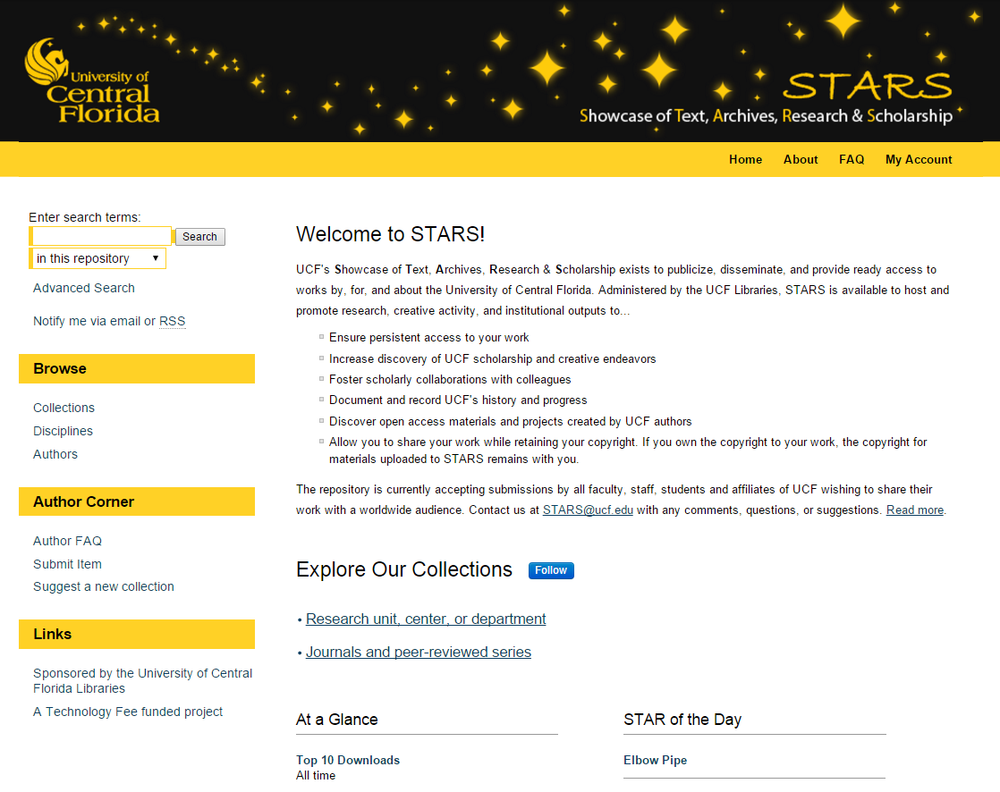 University of
Central
Florida
STARS
Showcase of Text, Archives, Research & Scholarship
Home About FAQ My Account
Enter search terms:
Search
in this repository
Advanced Search
Notify me via email or RSS
Browse
Collections
Disciplines
Authors
Author Corner
Author FAQ
Submit Item
Suggest a new collection
Links
Sponsored by the University of Central
Florida Libraries
A Technology Fee funded project
Welcome to STARS!
UCF's Showcase of Text, Archives, Research & Scholarship exists to publicize, disseminate, and provide ready access to
works by, for, and about the University of Central Florida. Administered by the UCF Libraries, STARS is available to host and
promote research, creative activity, and institutional outputs to...
Ensure persistent access to your work
Increase discovery of UCF scholarship and creative endeavors
Foster scholarly collaborations with colleagues
Document and record UCF's history and progress
Discover open access materials and projects created by UCF authors
Allow you to share your work while retaining your copyright. If you own the copyright to your work, the copyright for
materials uploaded to STARS remains with you.
The repository is currently accepting submissions by all faculty, staff, students and affiliates of UCF wishing to share their
work with a worldwide audience. Contact us at STARS@ucf.edu with any comments, questions, or suggestions. Read more.
Explore Our Collections Follow
• Research unit, center, or department
• Journals and peer-reviewed series
At a Glance
Top 10 Downloads
All time
STAR of the Day
Elbow Pipe